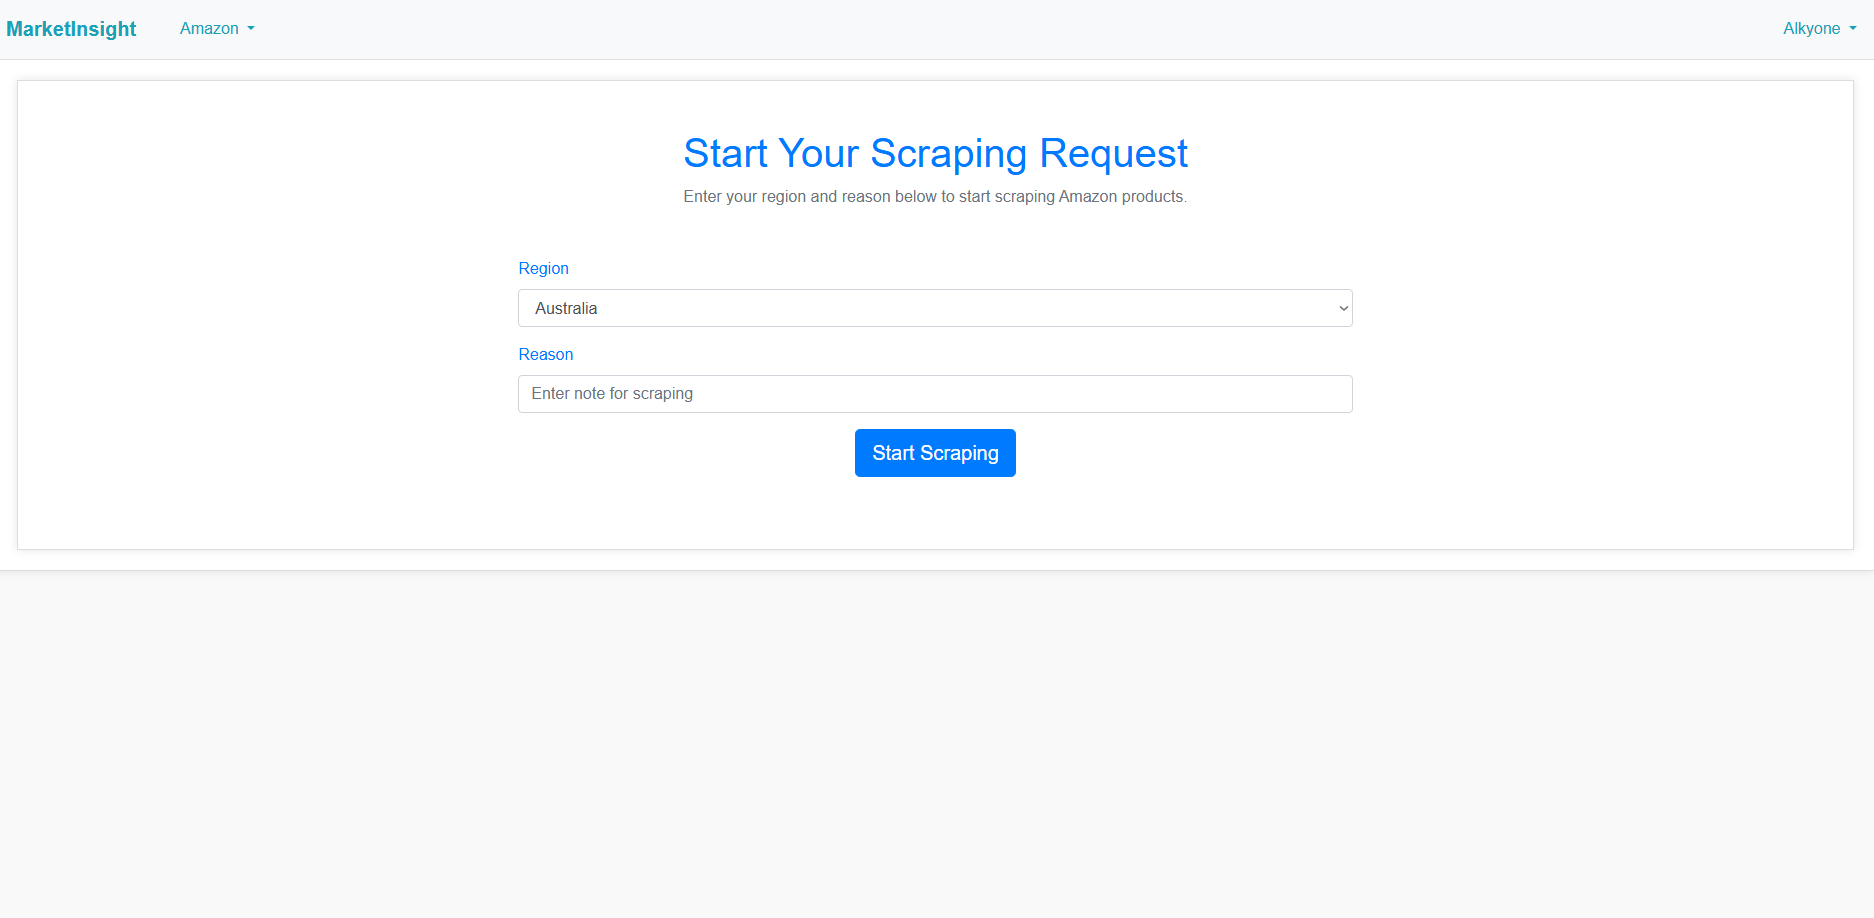 MarketInsight Amazon Alkyone
Start Your Scraping Request
Enter your region and reason below to start scraping Amazon products.
Region
Australia
Reason
Enter note for scraping
Start Scraping